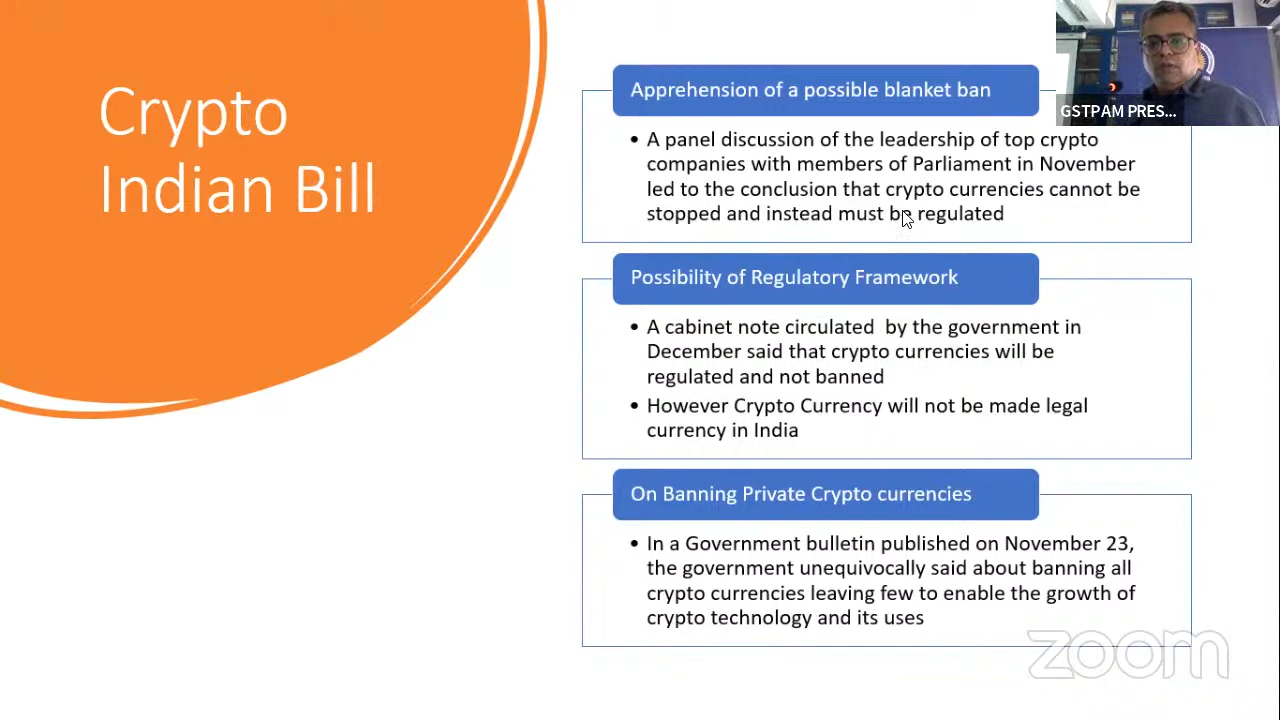 Crypto
Indian Bill
Apprehension of a possible blanket ban
• A panel discussion of the leadership of top crypto
companies with members of Parliament in November
led to the conclusion that crypto currencies cannot be
stopped and instead must be regulated
Possibility of Regulatory Framework
• A cabinet note circulated  by the government in
December said that crypto currencies will be
regulated and not banned
• However Crypto Currency will not be made legal
currency in India
On Banning Private Crypto currencies
• In a Government bulletin published on November 23,
the government unequivocally said about banning all
crypto currencies leaving few to enable the growth of
crypto technology and its uses
GSTPAM PRES...
zoom